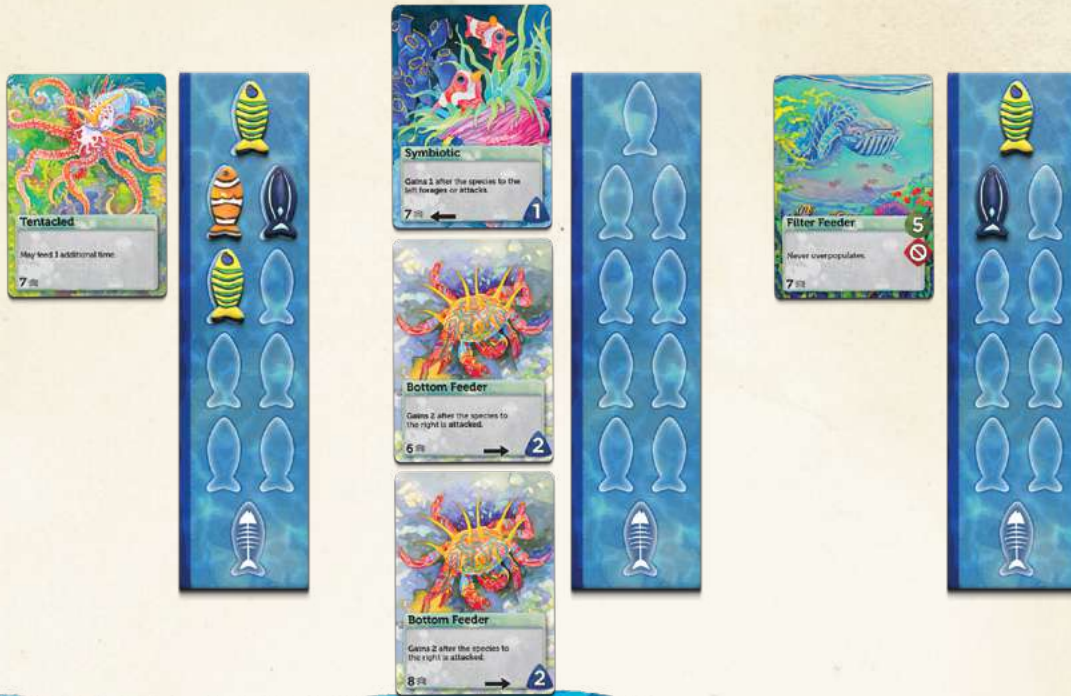 Tentacled
May feed 1 additional time.
7
Symbiotic
Gains 1 after the species to the
left forages or attacks.
7
1
Bottom Feeder
Gains 2 after the species to
the right is attacked.
6
2
Bottom Feeder
Gains 2 after the species to
the right is attacked.
8
2
Filter Feeder
5
Never overpopulates.
7